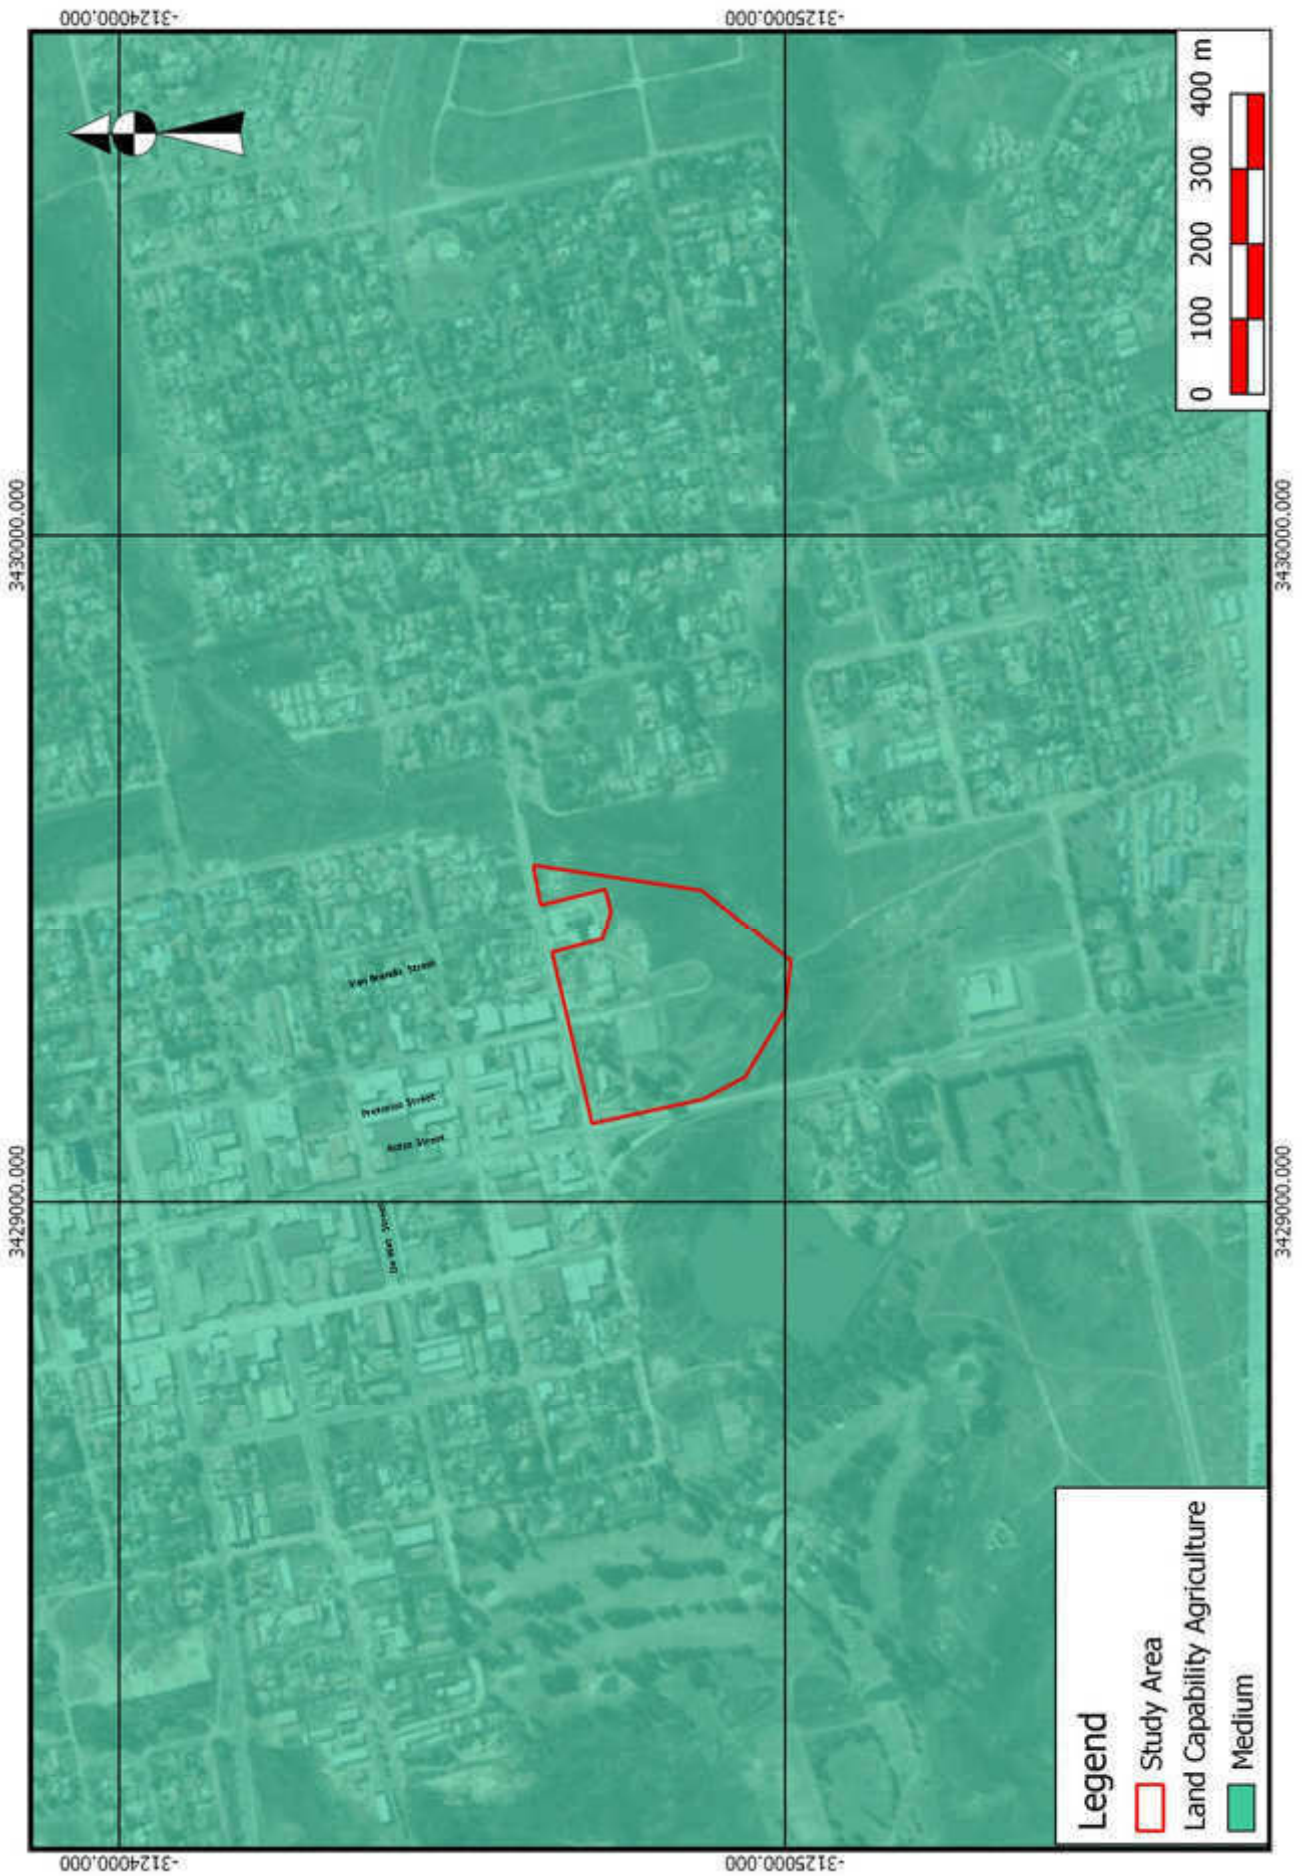 3429000.000
3430000.000
-3124000.000
-3124000.000
Van Brandis Street
Pretorius Street
Kotze Street
De Wet Street
-3125000.000
-3125000.000
Legend
Study Area
Land Capability Agriculture
Medium
0 100 200 300 400 m
3429000.000
3430000.000